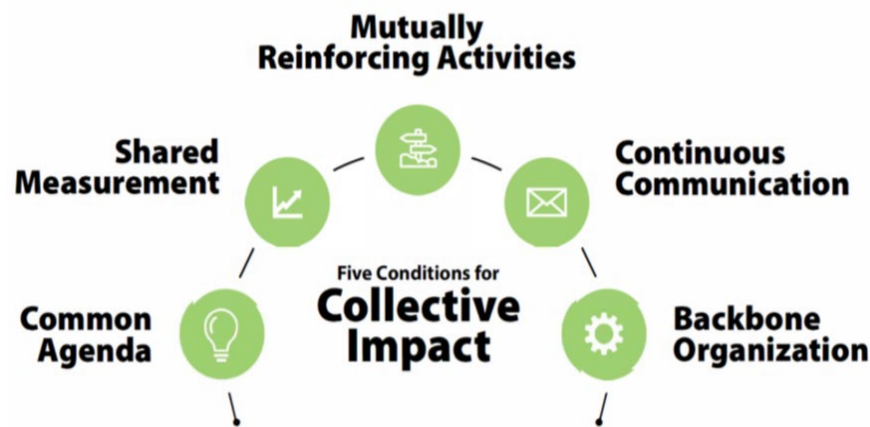 Mutually
Reinforcing Activities
Shared
Measurement
Continuous
Communication
Five Conditions for
Collective
Impact
Common
Agenda
Backbone
Organization